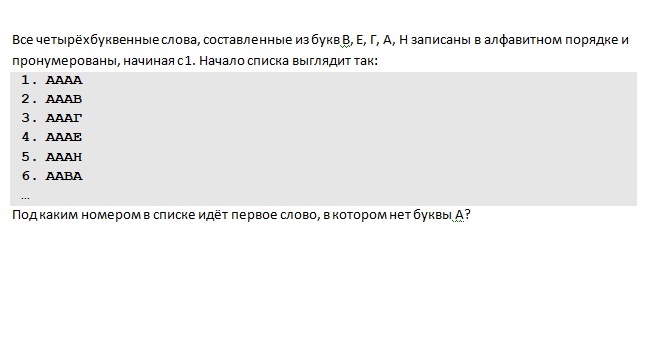 Все четырёхбуквенные слова, составленные из букв В, Е, Г, А, Н записаны в алфавитном порядке и
пронумерованы, начиная с 1. Начало списка выглядит так:
1. АААА
2. АААВ
3. АААГ
4. АААЕ
5. АААН
6. ААВА
…
Под каким номером в списке идёт первое слово, в котором нет буквы А?